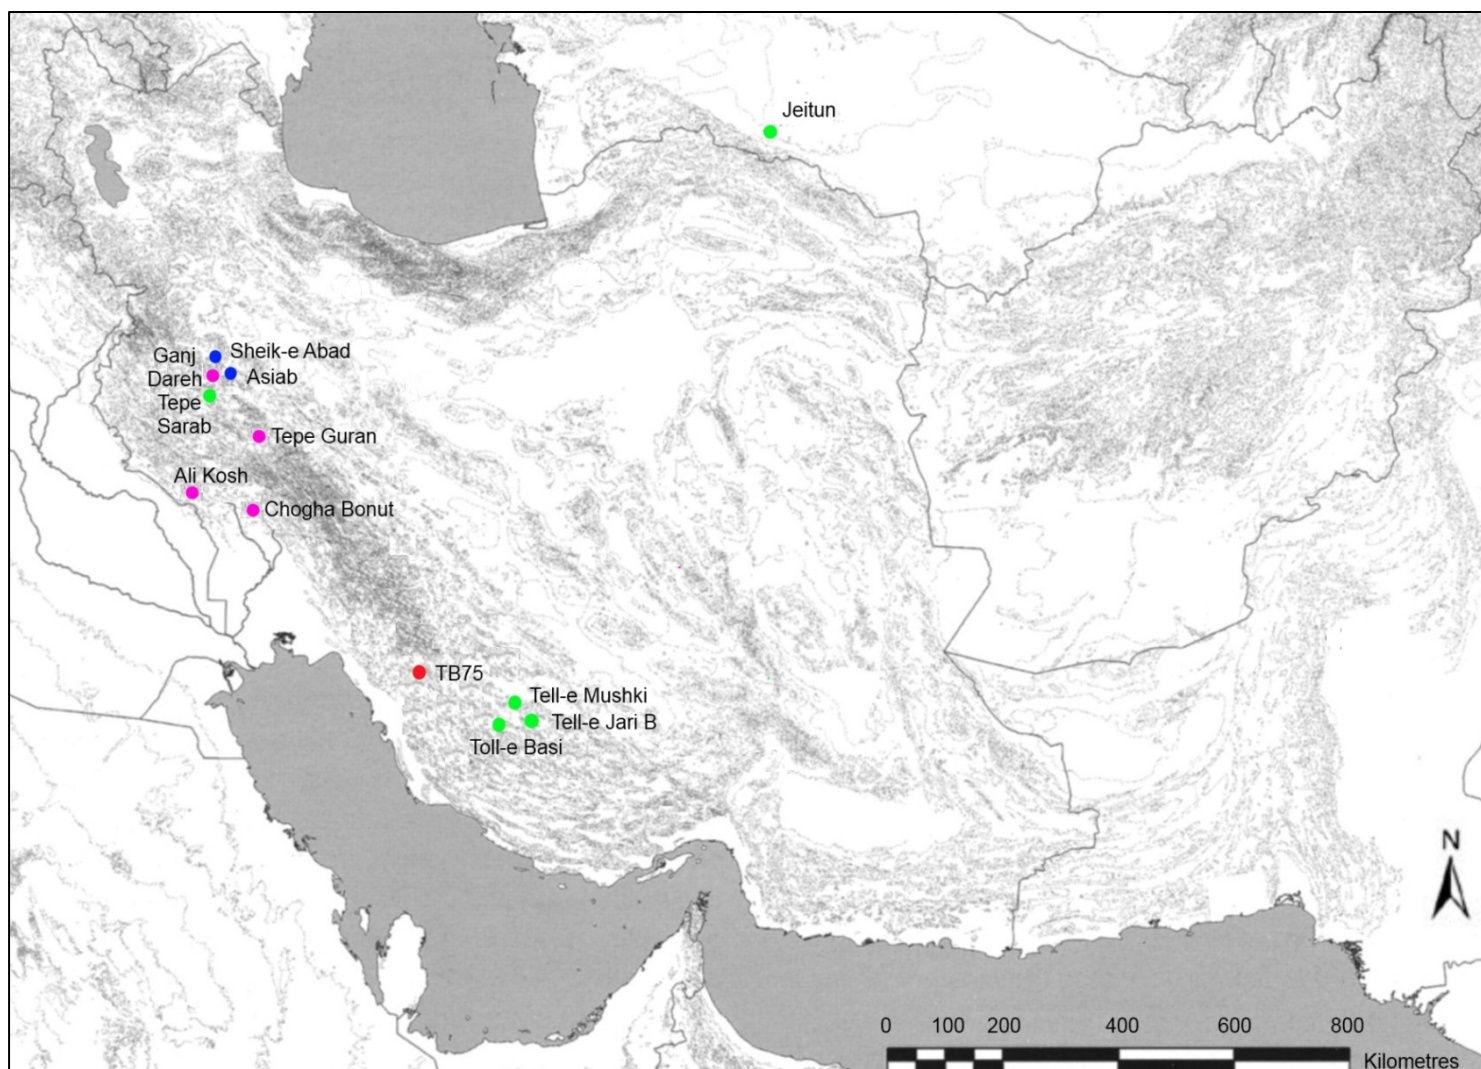 Jeitun
Ganj
Dareh
Sheik-e Abad
Asiab
Tepe
Sarab
Tepe Guran
Ali Kosh
Chogha Bonut
TB75
Tell-e Mushki
Tell-e Jari B
Toll-e Basi
N
0 100 200 400 600 800
Kilometres